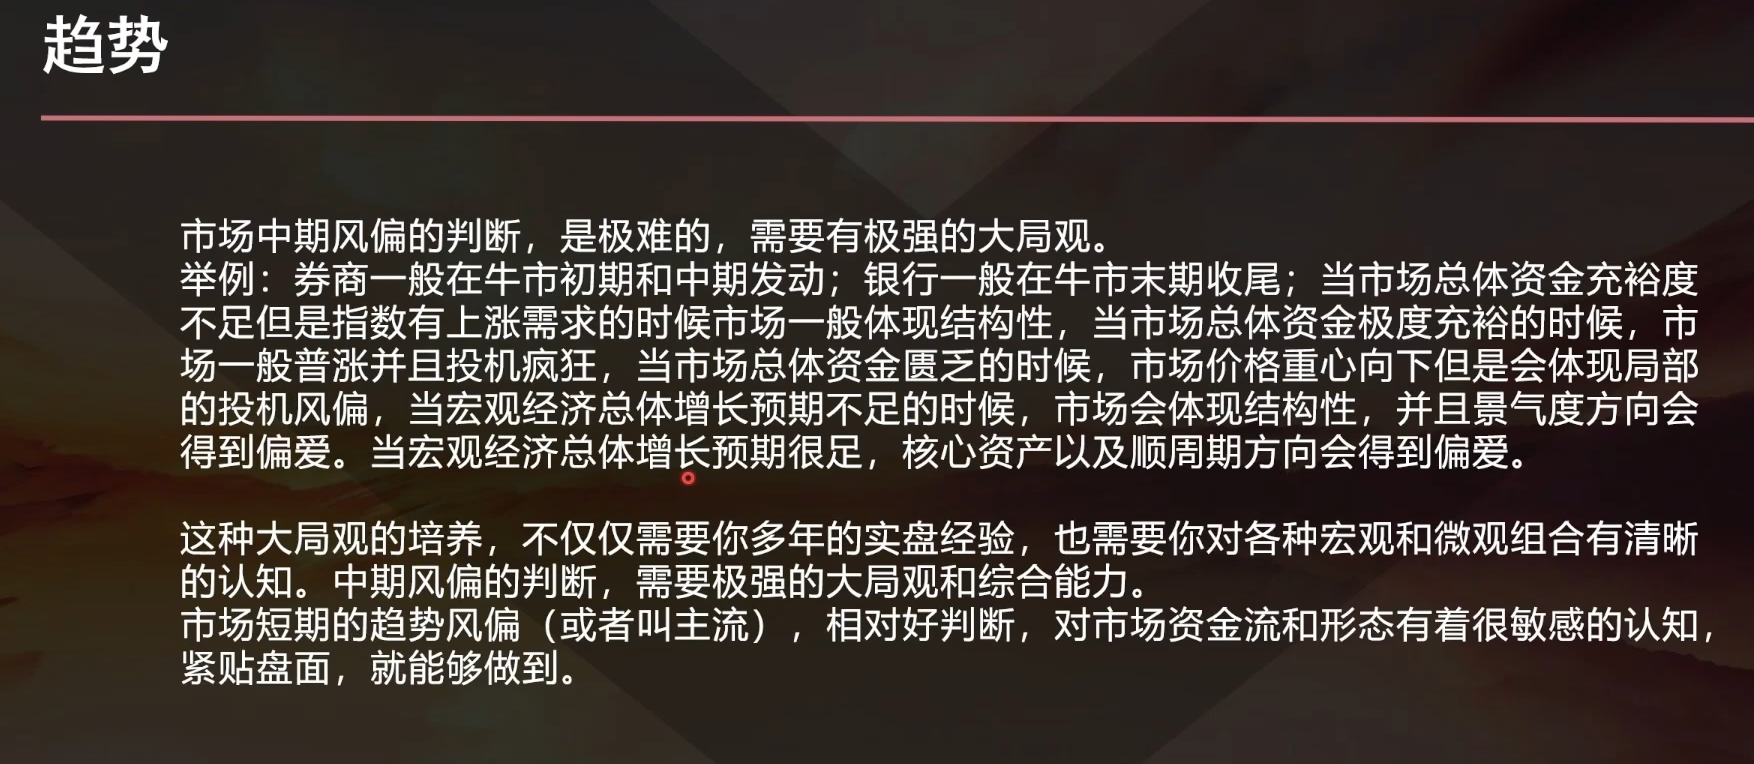 趋势
市场中期风偏的判断，是极难的，需要有极强的大局观。
举例：券商一般在牛市初期和中期发动；银行一般在牛市末期收尾；当市场总体资金充裕度
不足但是指数有上涨需求的时候市场一般体现结构性，当市场总体资金极度充裕的时候，市
场一般普涨并且投机疯狂，当市场总体资金匮乏的时候，市场价格重心向下但是会体现局部
的投机风偏，当宏观经济总体增长预期不足的时候，市场会体现结构性，并且景气度方向会
得到偏爱。当宏观经济总体增长预期很足，核心资产以及顺周期方向会得到偏爱。
这种大局观的培养，不仅仅需要你多年的实盘经验，也需要你对各种宏观和微观组合有清晰
的认知。中期风偏的判断，需要极强的大局观和综合能力。
市场短期的趋势风偏（或者叫主流），相对好判断，对市场资金流和形态有着很敏感的认知，
紧贴盘面，就能够做到。